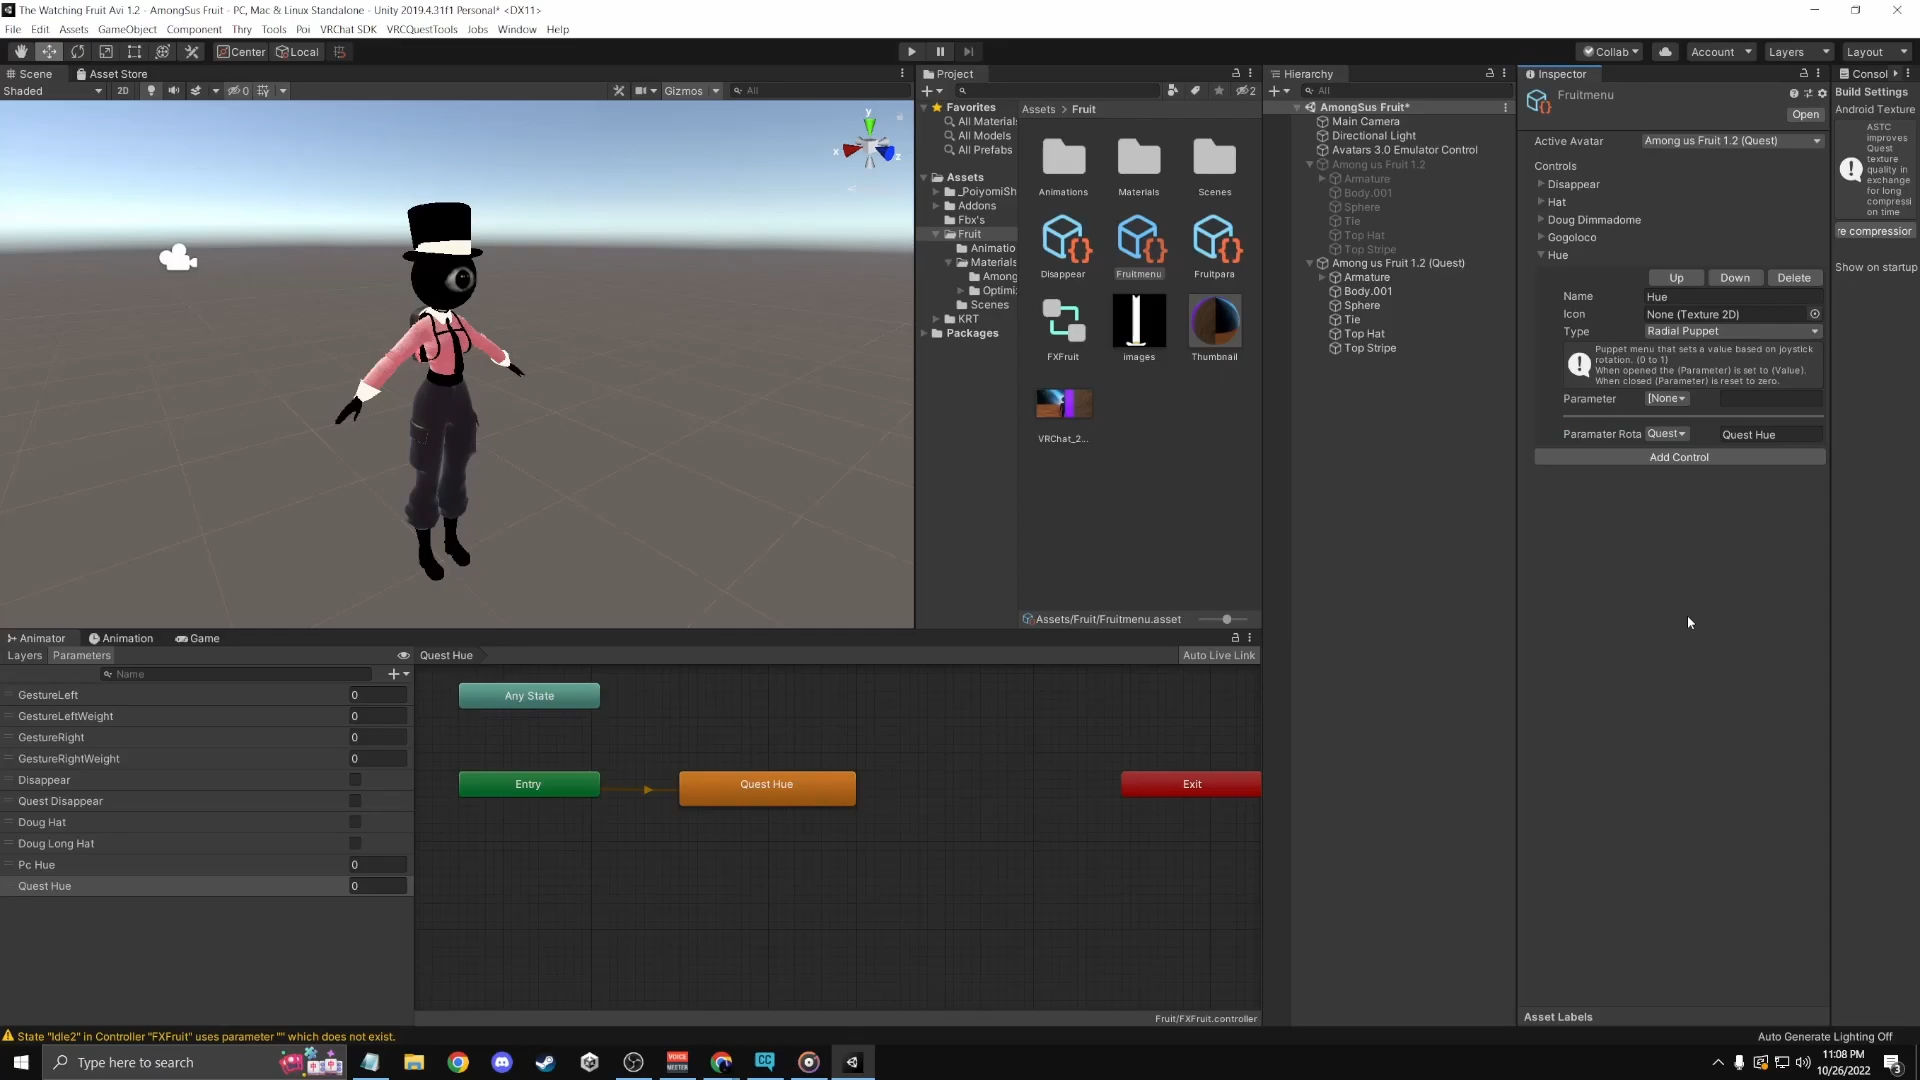 The Watching Fruit Avi 1.2 - AmongSus Fruit - PC, Mac & Linux Standalone - Unity 2019.4.31f1 Personal* <DX11>
File Edit Assets GameObject Component Thry Tools Poi VRChat SDK VRCQuestTools Jobs Window Help
Center Local
Collab Account Layers Layout
Scene Asset Store
Shaded 2D 0 Gizmos All
y
x
z
Project
2
Favorites
All Materials
All Models
All Prefabs
Assets
_PoiyomiSh
Addons
Fbx's
Fruit
Animatio
Materials
Among
Optimi
Scenes
KRT
Packages
Assets > Fruit
Animations Materials Scenes
Disappear Fruitmenu Fruitpara
FXFruit images Thumbnail
VRChat_2...
Assets/Fruit/Fruitmenu.asset
Hierarchy
All
AmongSus Fruit*
Main Camera
Directional Light
Avatars 3.0 Emulator Control
Among us Fruit 1.2
Armature
Body.001
Sphere
Tie
Top Hat
Top Stripe
Among us Fruit 1.2 (Quest)
Armature
Body.001
Sphere
Tie
Top Hat
Top Stripe
Inspector
Fruitmenu
Open
Active Avatar Among us Fruit 1.2 (Quest)
Controls
Disappear
Hat
Doug Dimmadome
Gogoloco
Hue
Up Down Delete
Name Hue
Icon None (Texture 2D)
Type Radial Puppet
Puppet menu that sets a value based on joystick
rotation. (0 to 1)
When opened the (Parameter) is set to (Value).
When closed (Parameter) is reset to zero.
Parameter [None
Paramater Rota Quest Quest Hue
Add Control
Asset Labels
Consol
Build Settings
Android Texture
ASTC
improves
Quest
texture
quality in
exchange
for long
compressi
on time
re compression
Show on startup
Animator Animation Game
Layers Parameters
Name
GestureLeft 0
GestureLeftWeight 0
GestureRight 0
GestureRightWeight 0
Disappear
Quest Disappear
Doug Hat
Doug Long Hat
Pc Hue 0
Quest Hue 0
Quest Hue
Auto Live Link
Any State
Entry
Quest Hue
Exit
Fruit/FXFruit.controller
State "Idle2" in Controller "FXFruit" uses parameter "" which does not exist.
Auto Generate Lighting Off
Type here to search
VOICE
MEETER
CC
11:08 PM
10/26/2022
3